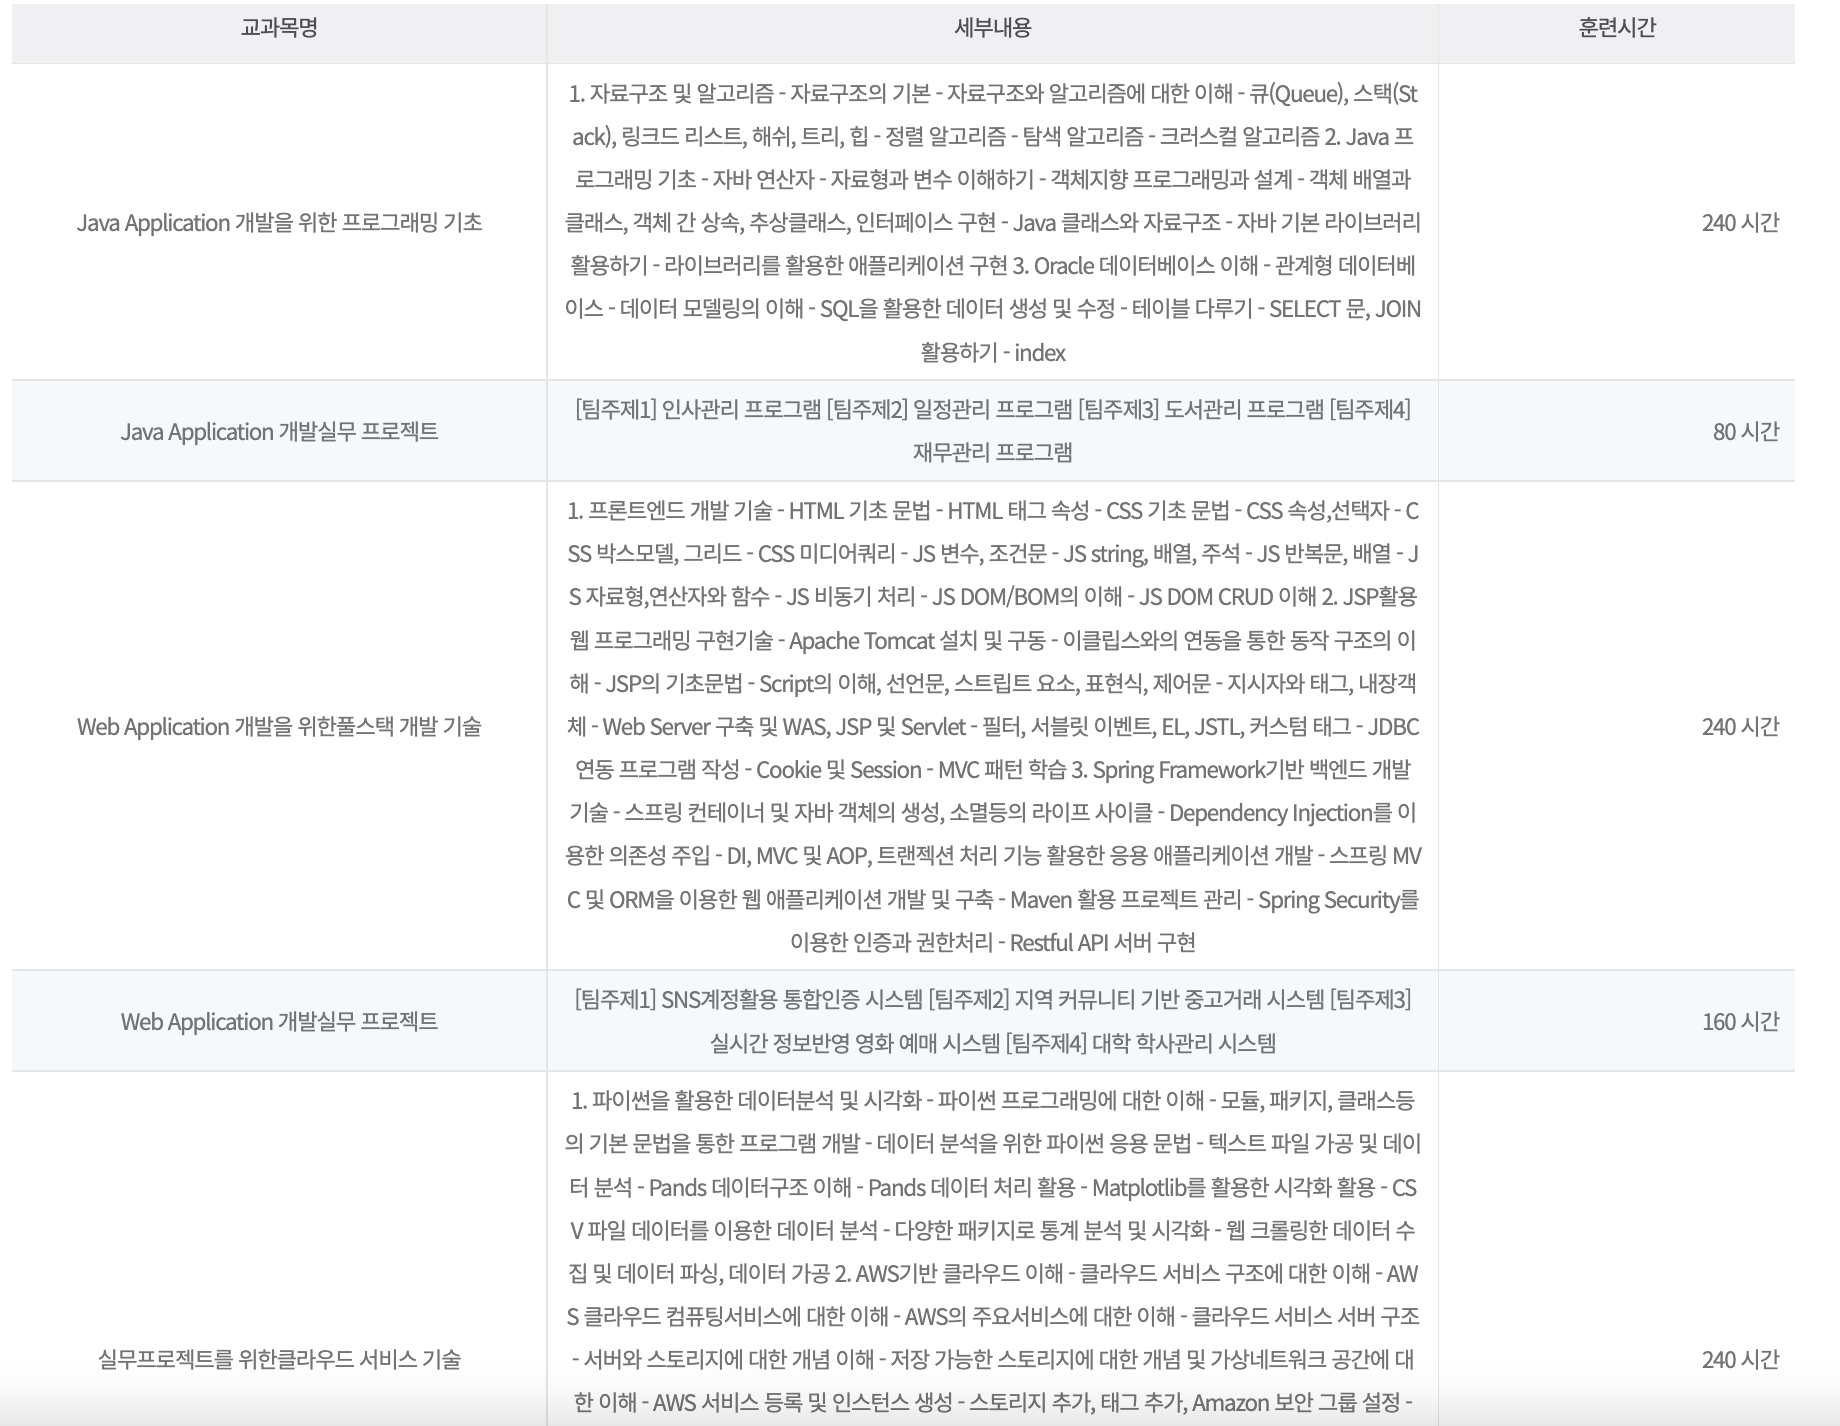 교과목명
세부내용
훈련시간
Java Application 개발을 위한 프로그래밍 기초
1. 자료구조 및 알고리즘 - 자료구조의 기본 - 자료구조와 알고리즘에 대한 이해 - 큐(Queue), 스택(St
ack), 링크드 리스트, 해쉬, 트리, 힙 - 정렬 알고리즘 - 탐색 알고리즘 - 크러스컬 알고리즘 2. Java 프
로그래밍 기초 - 자바 연산자 - 자료형과 변수 이해하기 - 객체지향 프로그래밍과 설계 - 객체 배열과
클래스, 객체 간 상속, 추상클래스, 인터페이스 구현 - Java 클래스와 자료구조 - 자바 기본 라이브러리
활용하기 - 라이브러리를 활용한 애플리케이션 구현 3. Oracle 데이터베이스 이해 - 관계형 데이터베
이스 - 데이터 모델링의 이해 - SQL을 활용한 데이터 생성 및 수정 - 테이블 다루기 - SELECT 문, JOIN
활용하기 - index
240 시간
Java Application 개발실무 프로젝트
[팀주제1] 인사관리 프로그램 [팀주제2] 일정관리 프로그램 [팀주제3] 도서관리 프로그램 [팀주제4]
재무관리 프로그램
80 시간
Web Application 개발을 위한풀스택 개발 기술
1. 프론트엔드 개발 기술 - HTML 기초 문법 - HTML 태그 속성 - CSS 기초 문법 - CSS 속성,선택자 - C
SS 박스모델, 그리드 - CSS 미디어쿼리 - JS 변수, 조건문 - JS string, 배열, 주석 - JS 반복문, 배열 - J
S 자료형,연산자와 함수 - JS 비동기 처리 - JS DOM/BOM의 이해 - JS DOM CRUD 이해 2. JSP활용
웹 프로그래밍 구현기술 - Apache Tomcat 설치 및 구동 - 이클립스와의 연동을 통한 동작 구조의 이
해 - JSP의 기초문법 - Script의 이해, 선언문, 스트립트 요소, 표현식, 제어문 - 지시자와 태그, 내장객
체 - Web Server 구축 및 WAS, JSP 및 Servlet - 필터, 서블릿 이벤트, EL, JSTL, 커스텀 태그 - JDBC
연동 프로그램 작성 - Cookie 및 Session - MVC 패턴 학습 3. Spring Framework기반 백엔드 개발
기술 - 스프링 컨테이너 및 자바 객체의 생성, 소멸등의 라이프 사이클 - Dependency Injection를 이
용한 의존성 주입 - DI, MVC 및 AOP, 트랜젝션 처리 기능 활용한 응용 애플리케이션 개발 - 스프링 MV
C 및 ORM을 이용한 웹 애플리케이션 개발 및 구축 - Maven 활용 프로젝트 관리 - Spring Security를
이용한 인증과 권한처리 - Restful API 서버 구현
240 시간
Web Application 개발실무 프로젝트
[팀주제1] SNS계정활용 통합인증 시스템 [팀주제2] 지역 커뮤니티 기반 중고거래 시스템 [팀주제3]
실시간 정보반영 영화 예매 시스템 [팀주제4] 대학 학사관리 시스템
160 시간
실무프로젝트를 위한클라우드 서비스 기술
1. 파이썬을 활용한 데이터분석 및 시각화 - 파이썬 프로그래밍에 대한 이해 - 모듈, 패키지, 클래스등
의 기본 문법을 통한 프로그램 개발 - 데이터 분석을 위한 파이썬 응용 문법 - 텍스트 파일 가공 및 데이
터 분석 - Pands 데이터구조 이해 - Pands 데이터 처리 활용 - Matplotlib를 활용한 시각화 활용 - CS
V 파일 데이터를 이용한 데이터 분석 - 다양한 패키지로 통계 분석 및 시각화 - 웹 크롤링한 데이터 수
집 및 데이터 파싱, 데이터 가공 2. AWS기반 클라우드 이해 - 클라우드 서비스 구조에 대한 이해 - AW
S 클라우드 컴퓨팅서비스에 대한 이해 - AWS의 주요서비스에 대한 이해 - 클라우드 서비스 서버 구조
- 서버와 스토리지에 대한 개념 이해 - 저장 가능한 스토리지에 대한 개념 및 가상네트워크 공간에 대
한 이해 - AWS 서비스 등록 및 인스턴스 생성 - 스토리지 추가, 태그 추가, Amazon 보안 그룹 설정 -
240 시간